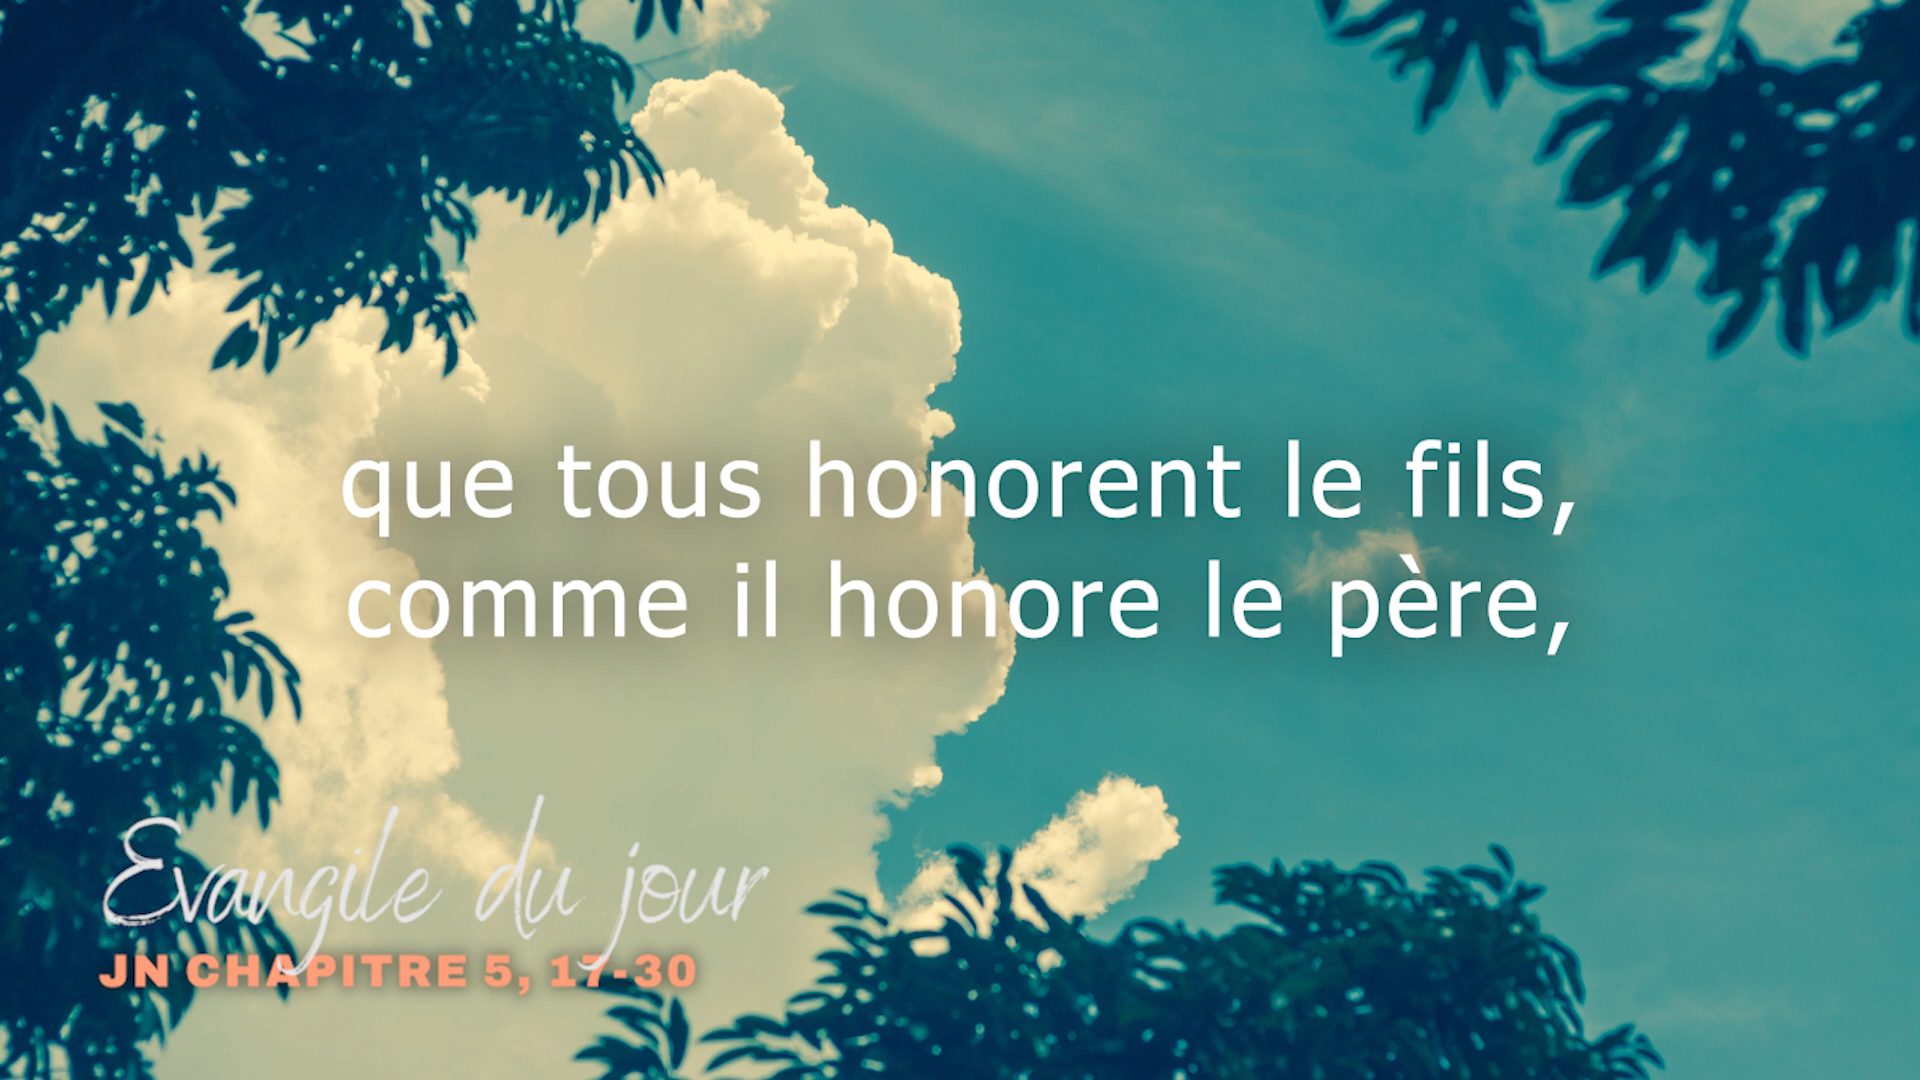 que tous honorent le fils,
comme il honore le père,
Evangile du jour
JN CHAPITRE 5, 17-30